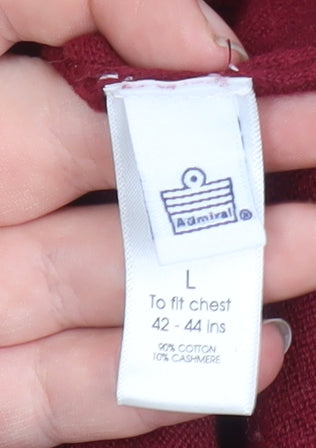 Admiral®
L
To fit chest
42 - 44 ins
90% COTTON
10% CASHMERE